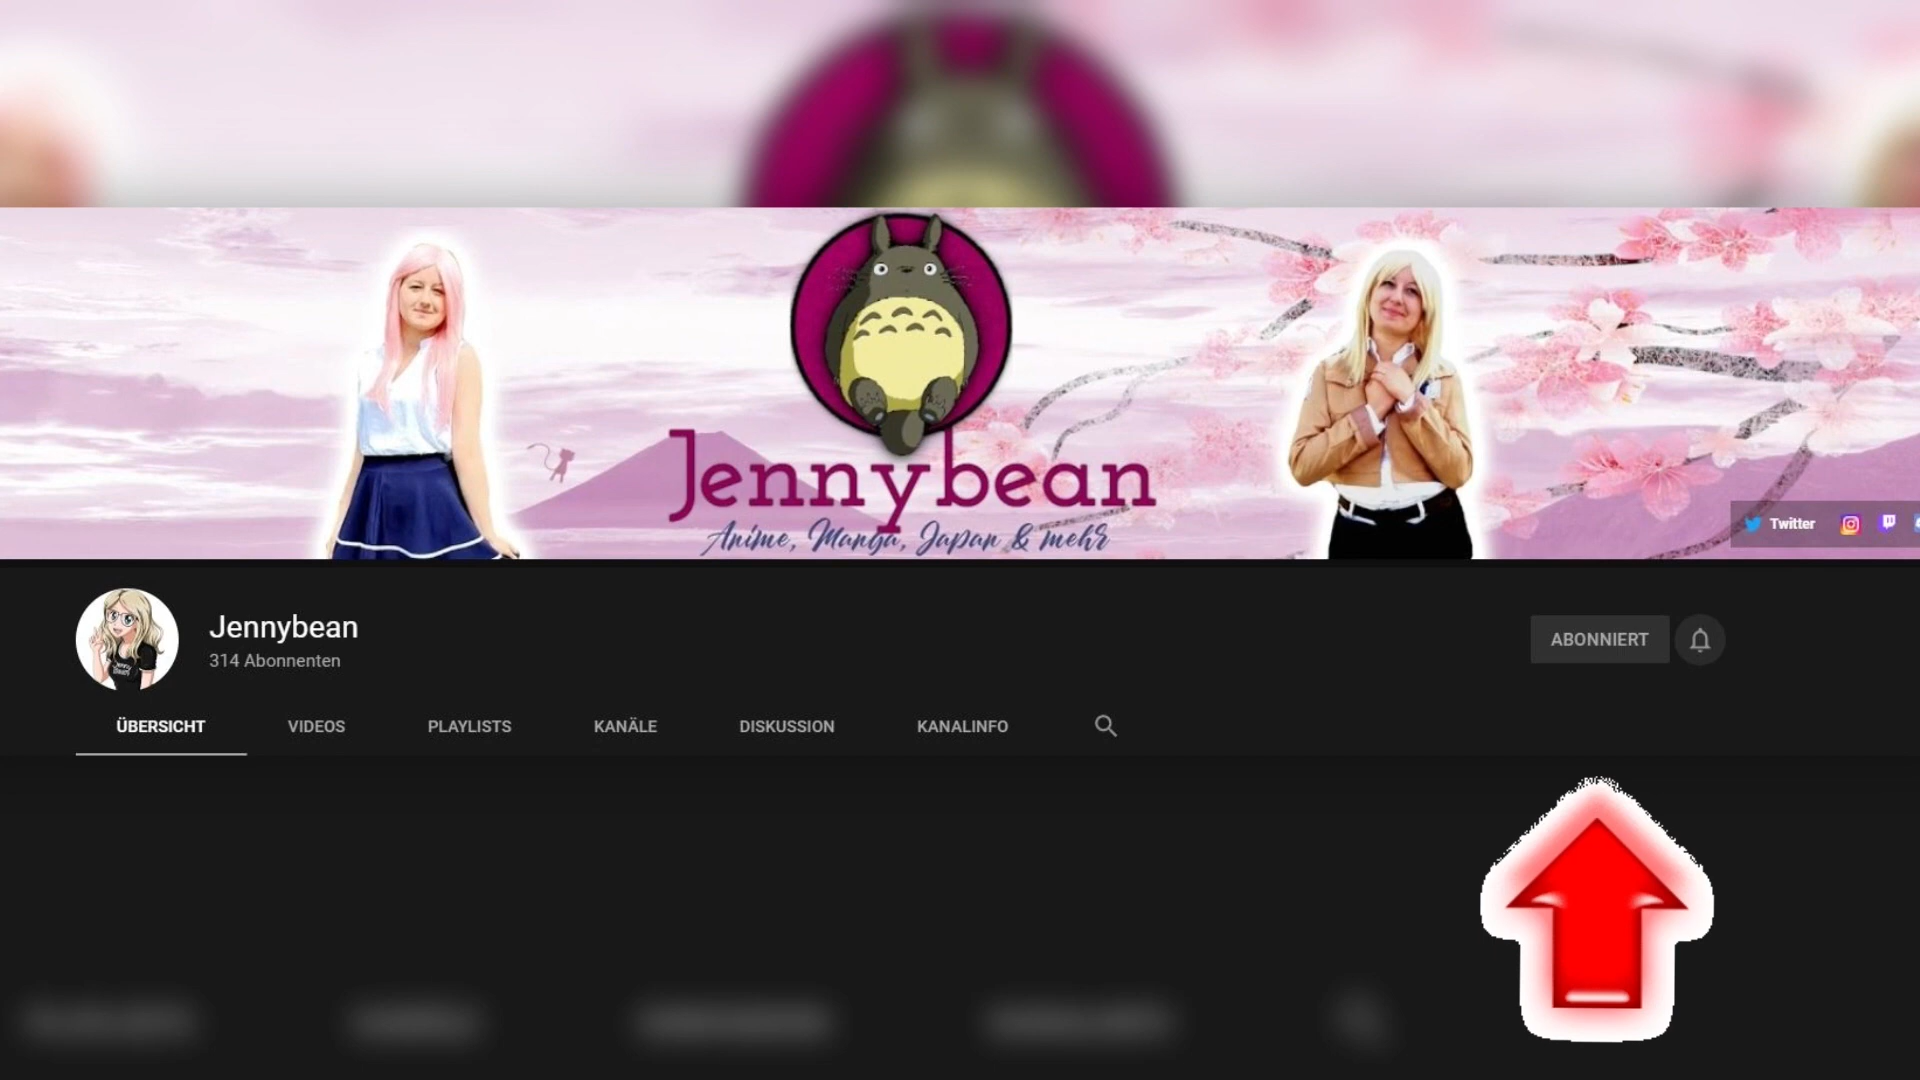 Jennybean
Anime, Manga, Japan & mehr
Twitter
Jennybean
314 Abonnenten
ABONNIERT
ÜBERSICHT VIDEOS PLAYLISTS KANÄLE DISKUSSION KANALINFO